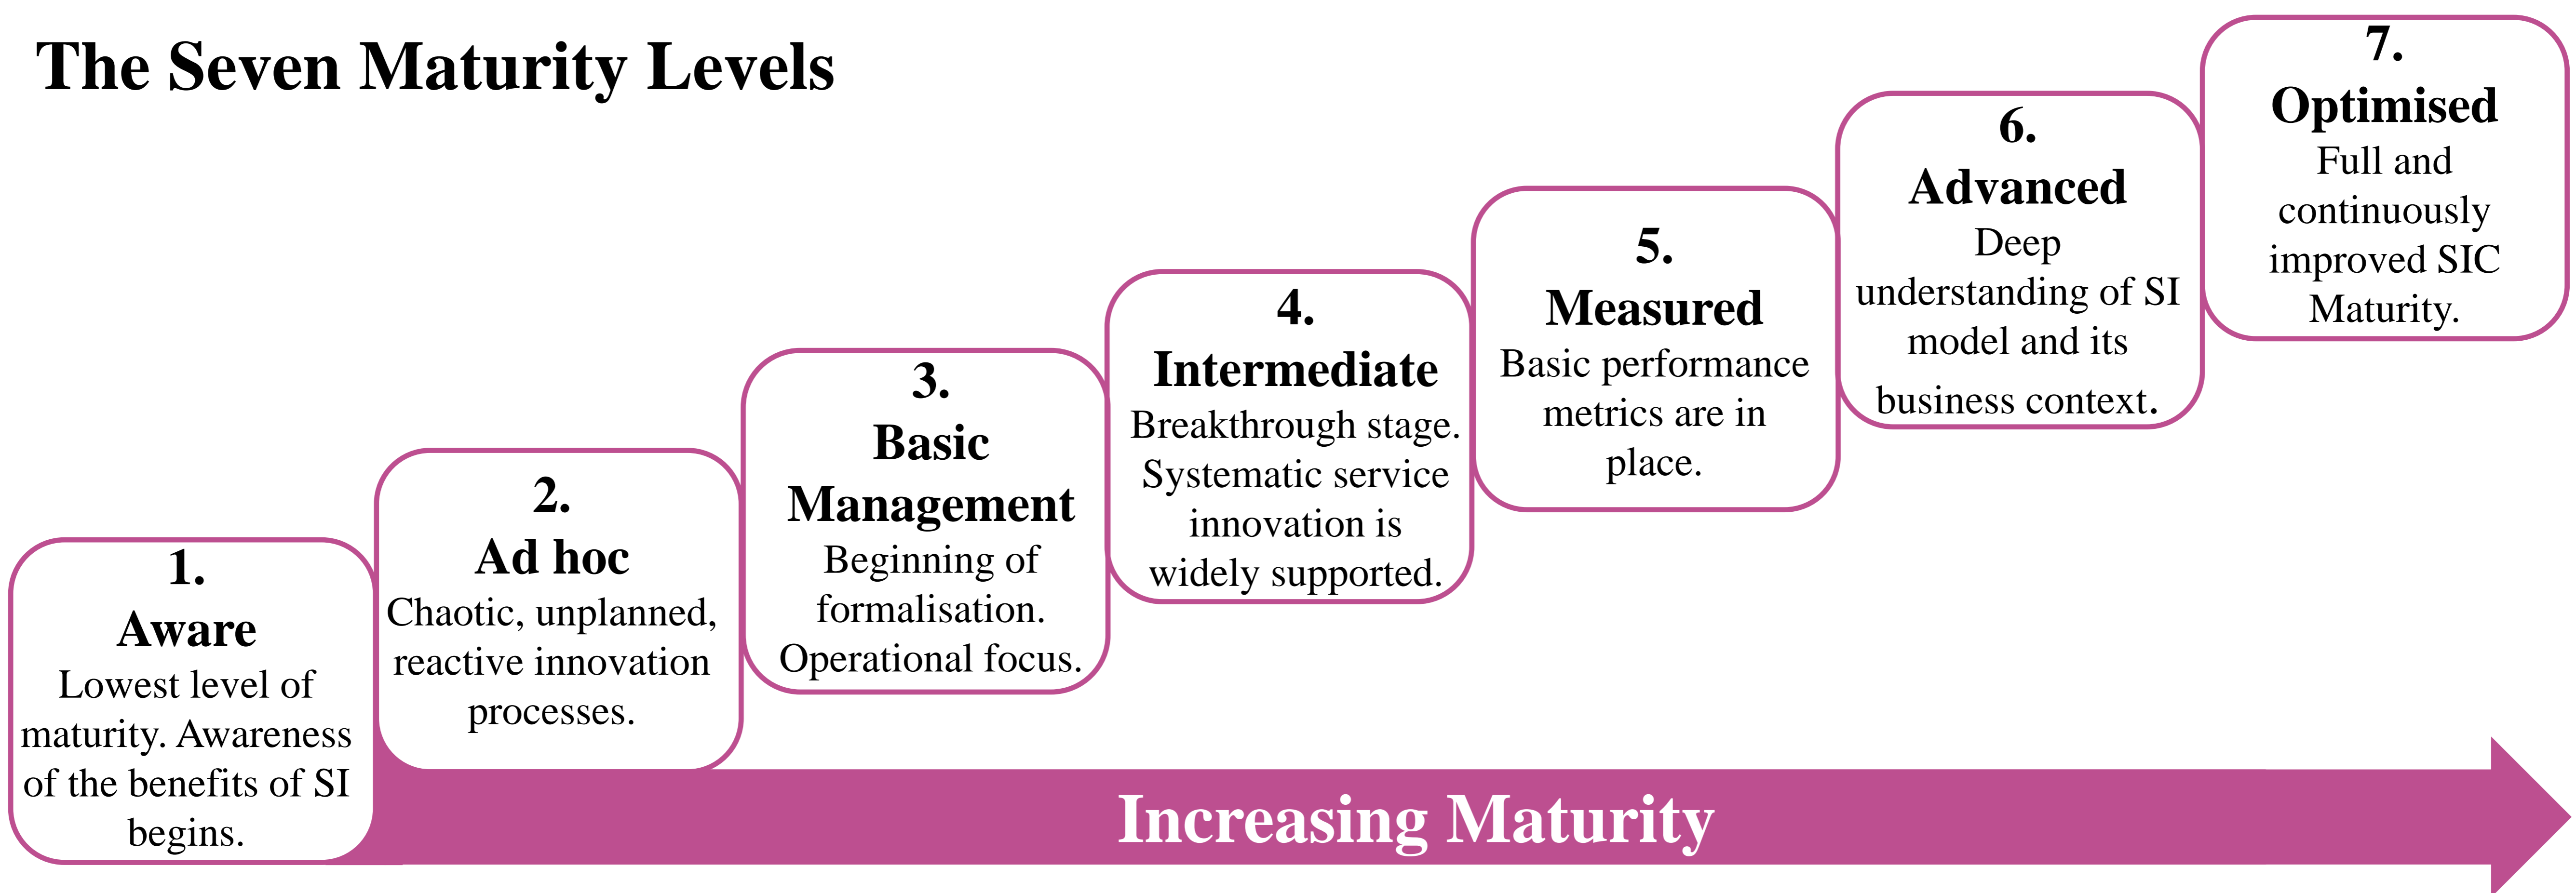 The Seven Maturity Levels
1.
Aware
Lowest level of
maturity. Awareness
of the benefits of SI
begins.
2.
Ad hoc
Chaotic, unplanned,
reactive innovation
processes.
3.
Basic
Management
Beginning of
formalisation.
Operational focus.
4.
Intermediate
Breakthrough stage.
Systematic service
innovation is
widely supported.
5.
Measured
Basic performance
metrics are in
place.
6.
Advanced
Deep
understanding of SI
model and its
business context.
7.
Optimised
Full and
continuously
improved SIC
Maturity.
Increasing Maturity